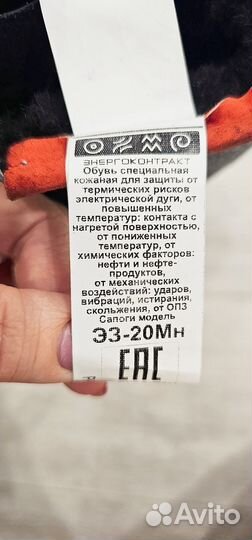 ЭНЕРГОКОНТРАКТ
Обувь специальная
кожаная для защиты от
термических рисков
электрической дуги, от
повышенных
температур: контакта с
нагретой поверхностью,
от пониженных
температур, от
химических факторов:
нефти и нефте-
продуктов,
от механических
воздействий: ударов,
вибраций, истирания,
скольжения, от ОПЗ
Сапоги модель
ЭЗ-20Мн
EAC
Avito